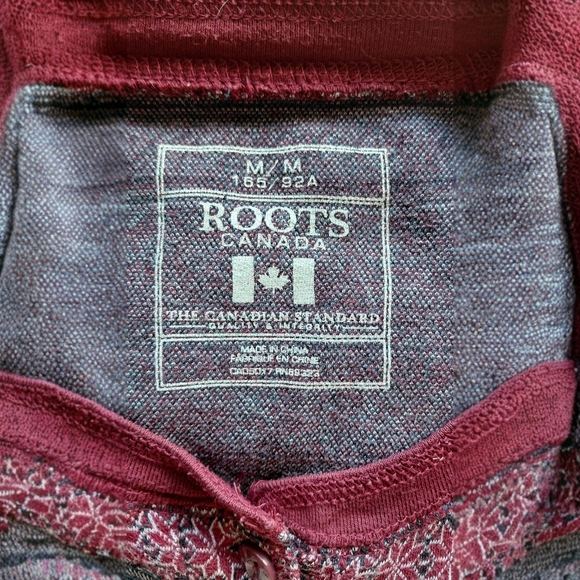 M/M
165/92A
ROOTS
CANADA
THE CANADIAN STANDARD
QUALITY & INTEGRITY
MADE IN CHINA
FABRIQUÉ EN CHINE